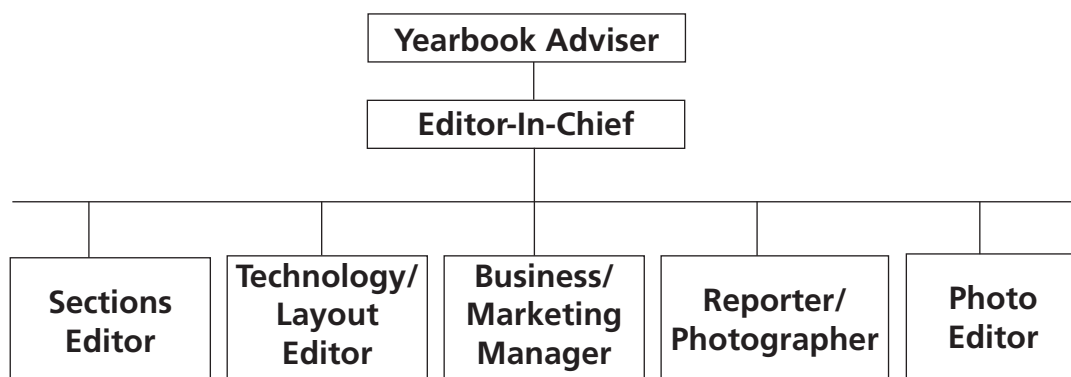 Yearbook Adviser
Editor-In-Chief
Sections
Editor
Technology/
Layout
Editor
Business/
Marketing
Manager
Reporter/
Photographer
Photo
Editor